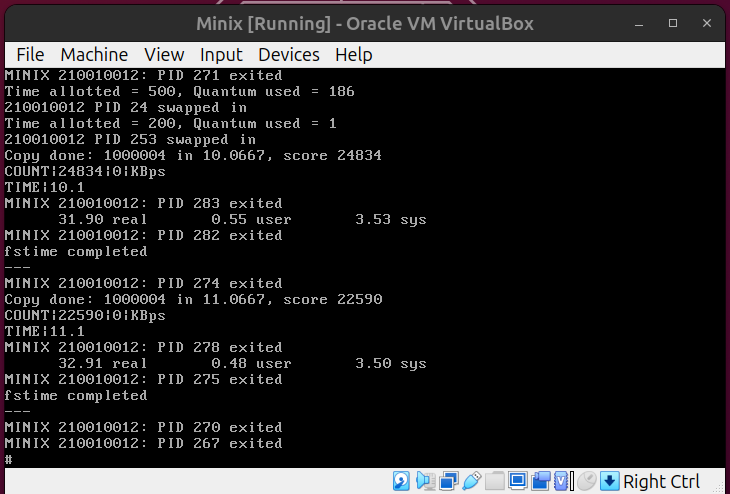 Minix [Running] - Oracle VM VirtualBox
File Machine View Input Devices Help
MINIX 210010012: PID 271 exited
Time allotted = 500, Quantum used = 186
210010012 PID 24 swapped in
Time allotted = 200, Quantum used = 1
210010012 PID 253 swapped in
Copy done: 1000004 in 10.0667, score 24834
COUNT|24834|0|KBps
TIME|10.1
MINIX 210010012: PID 283 exited
31.90 real 0.55 user 3.53 sys
MINIX 210010012: PID 282 exited
fstime completed
---
MINIX 210010012: PID 274 exited
Copy done: 1000004 in 11.0667, score 22590
COUNT|22590|0|KBps
TIME|11.1
MINIX 210010012: PID 278 exited
32.91 real 0.48 user 3.50 sys
MINIX 210010012: PID 275 exited
fstime completed
---
MINIX 210010012: PID 270 exited
MINIX 210010012: PID 267 exited
#
Right Ctrl